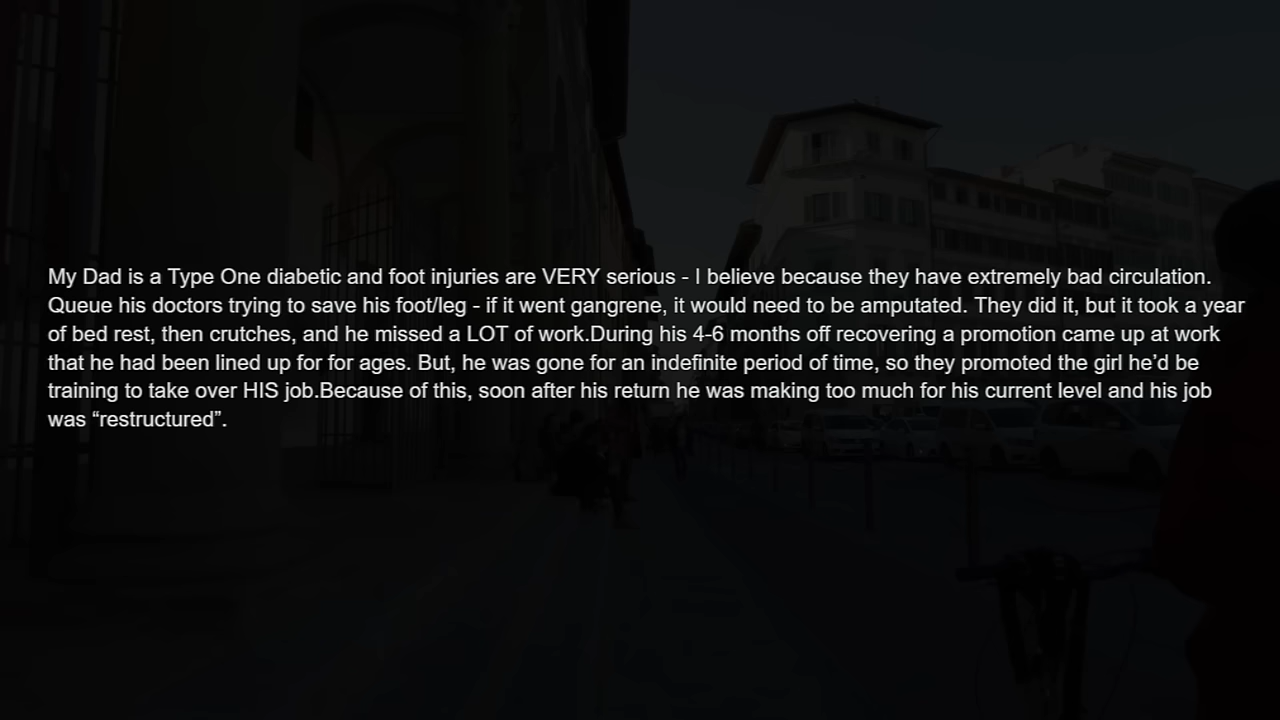 My Dad is a Type One diabetic and foot injuries are VERY serious - I believe because they have extremely bad circulation.
Queue his doctors trying to save his foot/leg - if it went gangrene, it would need to be amputated. They did it, but it took a year
of bed rest, then crutches, and he missed a LOT of work.During his 4-6 months off recovering a promotion came up at work
that he had been lined up for for ages. But, he was gone for an indefinite period of time, so they promoted the girl he’d be
training to take over HIS job.Because of this, soon after his return he was making too much for his current level and his job
was “restructured”.